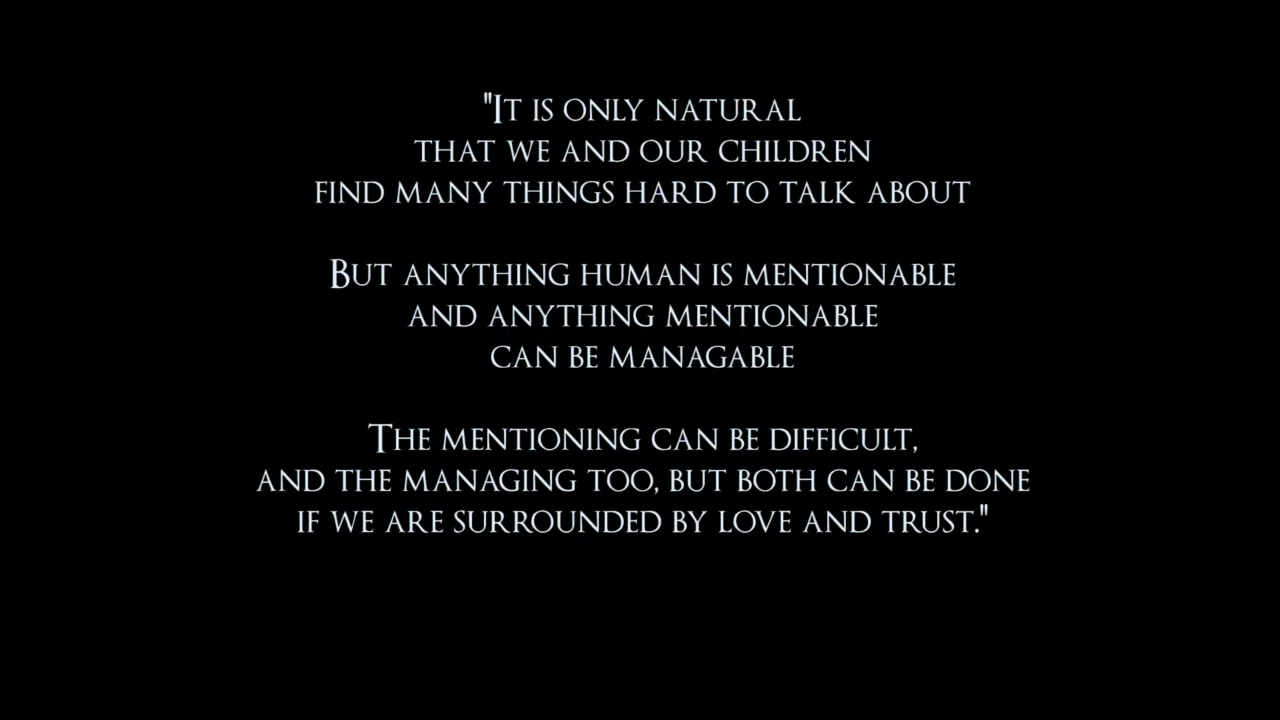 "It is only natural
that we and our children
find many things hard to talk about
But anything human is mentionable
and anything mentionable
can be managable
The mentioning can be difficult,
and the managing too, but both can be done
if we are surrounded by love and trust."